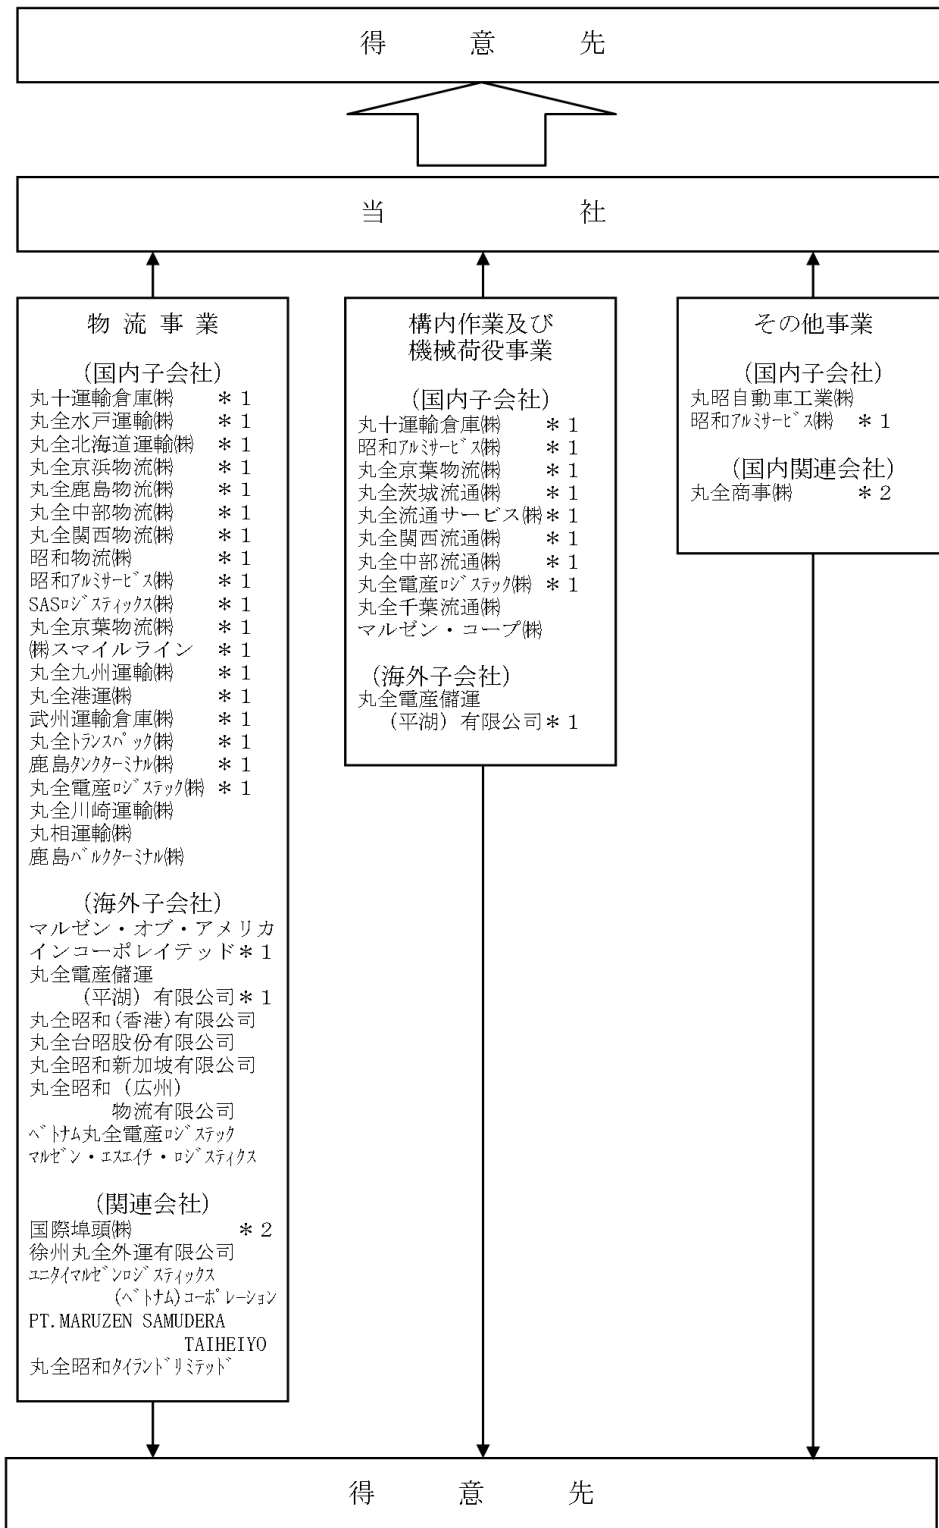 得意先
当社
物流事業
(国内子会社)
丸十運輸倉庫㈱ ＊1
丸全水戸運輸㈱ ＊1
丸全北海道運輸㈱ ＊1
丸全京浜物流㈱ ＊1
丸全鹿島物流㈱ ＊1
丸全中部物流㈱ ＊1
丸全関西物流㈱ ＊1
昭和物流㈱ ＊1
昭和ｱﾙﾐｻｰﾋﾞｽ㈱ ＊1
SASﾛｼﾞｽﾃｨｯｸｽ㈱ ＊1
丸全京葉物流㈱ ＊1
㈱スマイルライン ＊1
丸全九州運輸㈱ ＊1
丸全港運㈱ ＊1
武州運輸倉庫㈱ ＊1
丸全ﾄﾗﾝｽﾊﾟｯｸ㈱ ＊1
鹿島ﾀﾝｸﾀｰﾐﾅﾙ㈱ ＊1
丸全電産ﾛｼﾞｽﾃｯｸ㈱ ＊1
丸全川崎運輸㈱
丸相運輸㈱
鹿島ﾊﾞﾙｸﾀｰﾐﾅﾙ㈱
(海外子会社)
マルゼン・オブ・アメリカ
インコーポレイテッド＊1
丸全電産儲運
(平湖) 有限公司＊1
丸全昭和(香港)有限公司
丸全台昭股份有限公司
丸全昭和新加坡有限公司
丸全昭和 (広州)
物流有限公司
ﾍﾞﾄﾅﾑ丸全電産ﾛｼﾞｽﾃｯｸ
ﾏﾙｾﾞﾝ・ｴｽｴｲﾁ・ﾛｼﾞｽﾃｨｸｽ
(関連会社)
国際埠頭㈱ ＊2
徐州丸全外運有限公司
ﾕﾆﾀｲﾏﾙｾﾞﾝﾛｼﾞｽﾃｨｯｸｽ
(ﾍﾞﾄﾅﾑ)ｺｰﾎﾟﾚｰｼｮﾝ
PT.MARUZEN SAMUDERA
TAIHEIYO
丸全昭和ﾀｲﾗﾝﾄﾞﾘﾐﾃｯﾄﾞ
構内作業及び
機械荷役事業
(国内子会社)
丸十運輸倉庫㈱ ＊1
昭和ｱﾙﾐｻｰﾋﾞｽ㈱ ＊1
丸全京葉物流㈱ ＊1
丸全茨城流通㈱ ＊1
丸全流通サービス㈱＊1
丸全関西流通㈱ ＊1
丸全中部流通㈱ ＊1
丸全電産ﾛｼﾞｽﾃｯｸ㈱ ＊1
丸全千葉流通㈱
マルゼン・コープ㈱
(海外子会社)
丸全電産儲運
(平湖) 有限公司＊1
その他事業
(国内子会社)
丸昭自動車工業㈱
昭和ｱﾙﾐｻｰﾋﾞｽ㈱ ＊1
(国内関連会社)
丸全商事㈱ ＊2
得意先